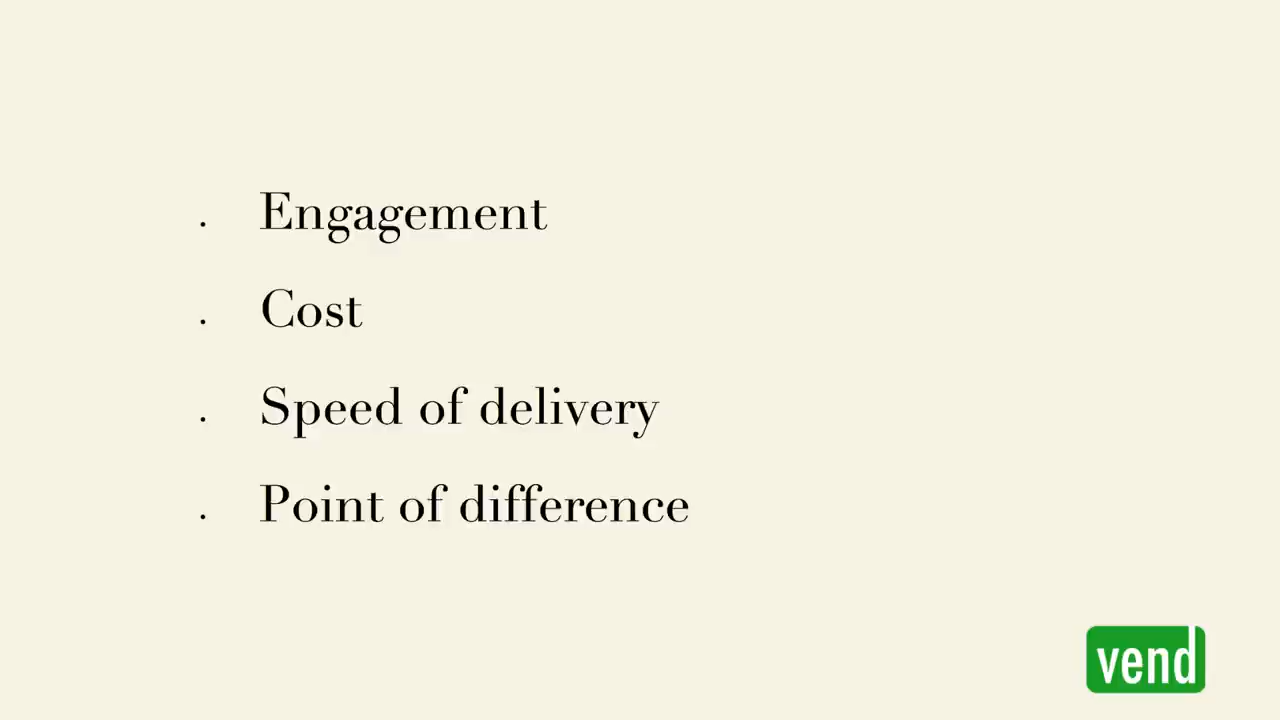 . Engagement
. Cost
. Speed of delivery
. Point of difference
vend